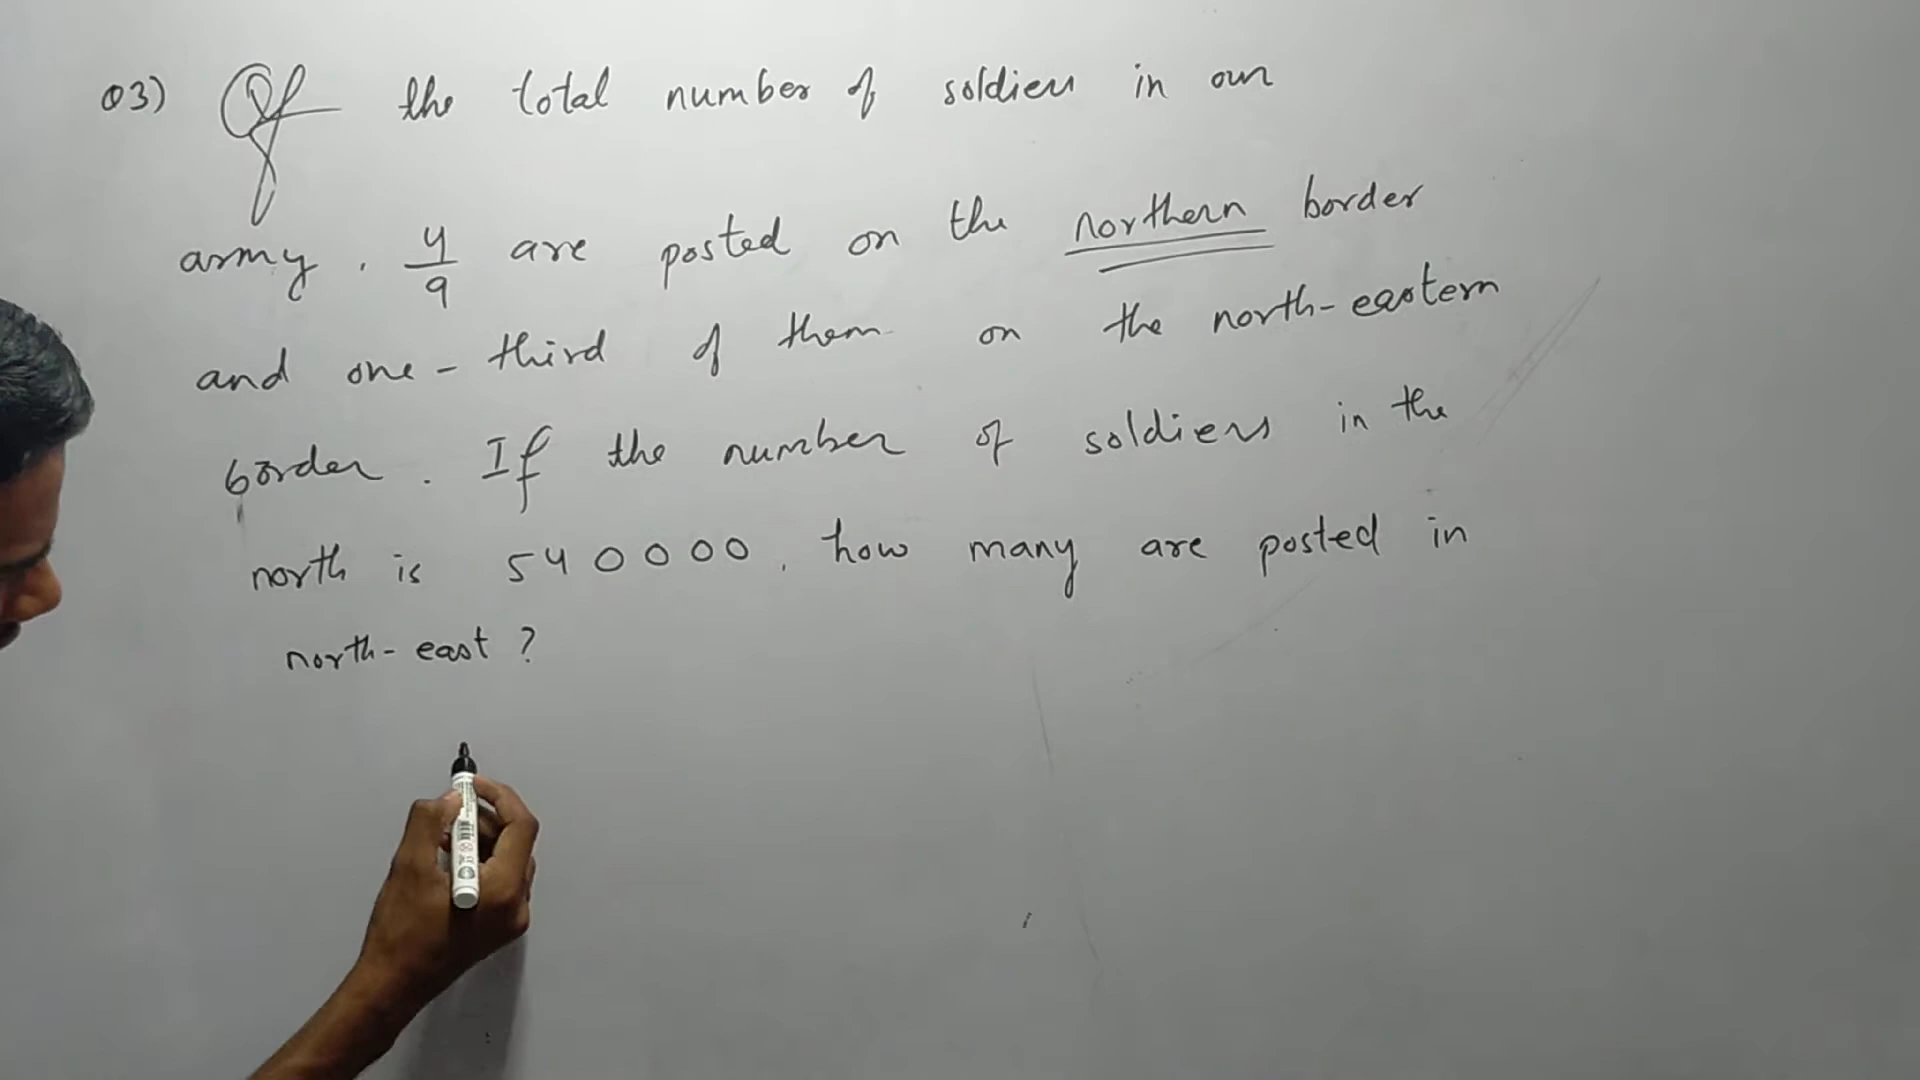 Q3) Of the total number of soldiers in our
army, 4/9 are posted on the northern border
and one-third of them on the north-eastern
border. If the number of soldiers in the
north is 540000, how many are posted in
north-east?